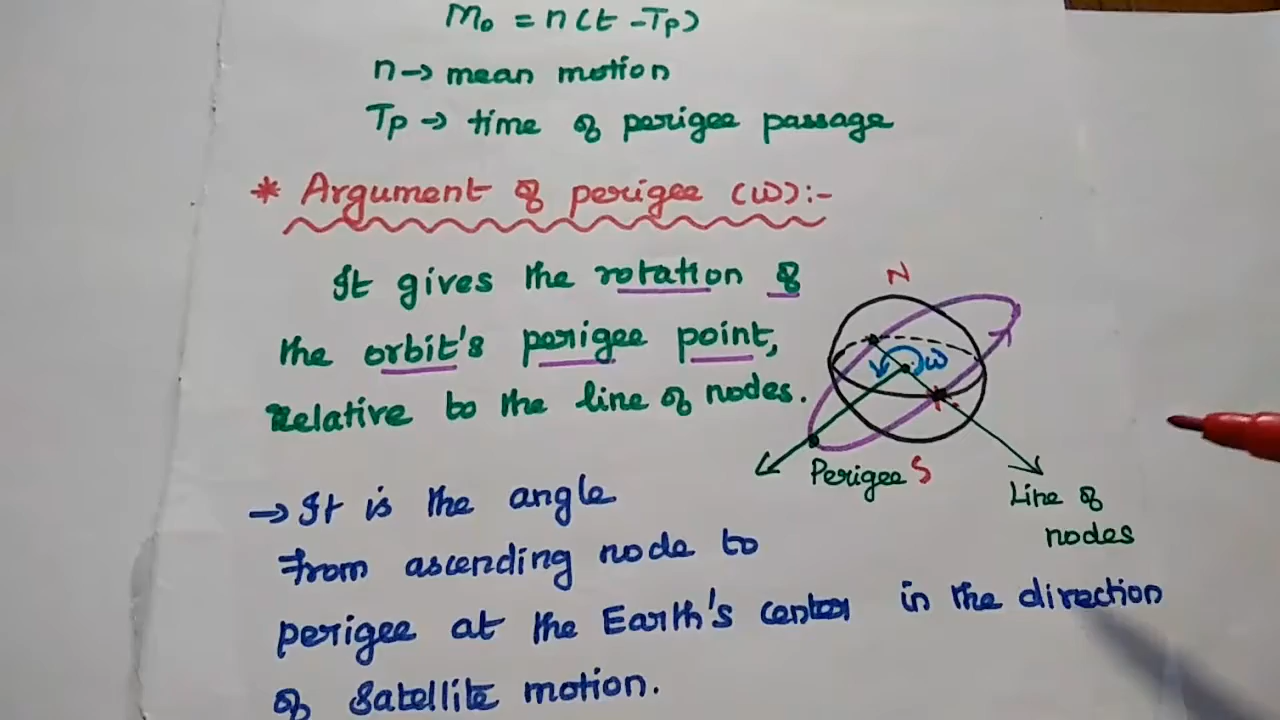 M₀ = n(t - Tp)
n → mean motion
Tp → time of perigee passage
* Argument of perigee (ω):-
It gives the rotation of
the orbit's perigee point,
relative to the line of nodes.
N
ω
Perigee S
Line of
nodes
→ It is the angle
from ascending node to
perigee at the Earth's center in the direction
of satellite motion.